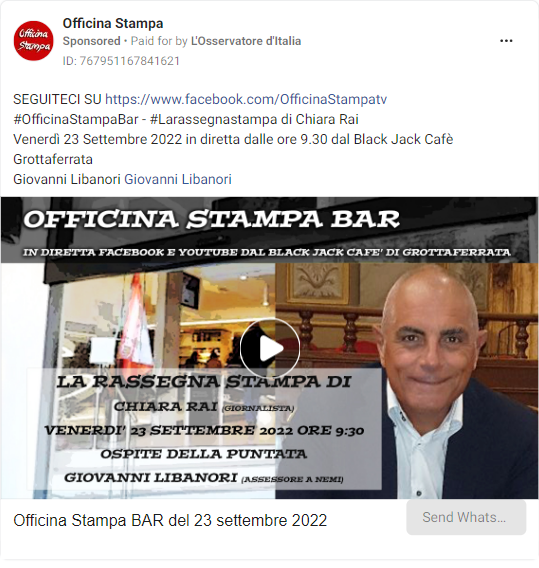 Officina Stampa
Officina Stampa
Sponsored • Paid for by L'Osservatore d'Italia
ID: 767951167841621
SEGUITECI SU https://www.facebook.com/OfficinaStampatv
#OfficinaStampaBar - #Larassegnastampa di Chiara Rai
Venerdì 23 Settembre 2022 in diretta dalle ore 9.30 dal Black Jack Cafè
Grottaferrata
Giovanni Libanori Giovanni Libanori
OFFICINA STAMPA BAR
IN DIRETTA FACEBOOK E YOUTUBE DAL BLACK JACK CAFE' DI GROTTAFERRATA
LA RASSEGNA STAMPA DI
CHIARA RAI (GIORNALISTA)
VENERDI' 23 SETTEMBRE 2022 ORE 9:30
OSPITE DELLA PUNTATA
GIOVANNI LIBANORI (ASSESSORE A NEMI)
Officina Stampa BAR del 23 settembre 2022
Send Whats...